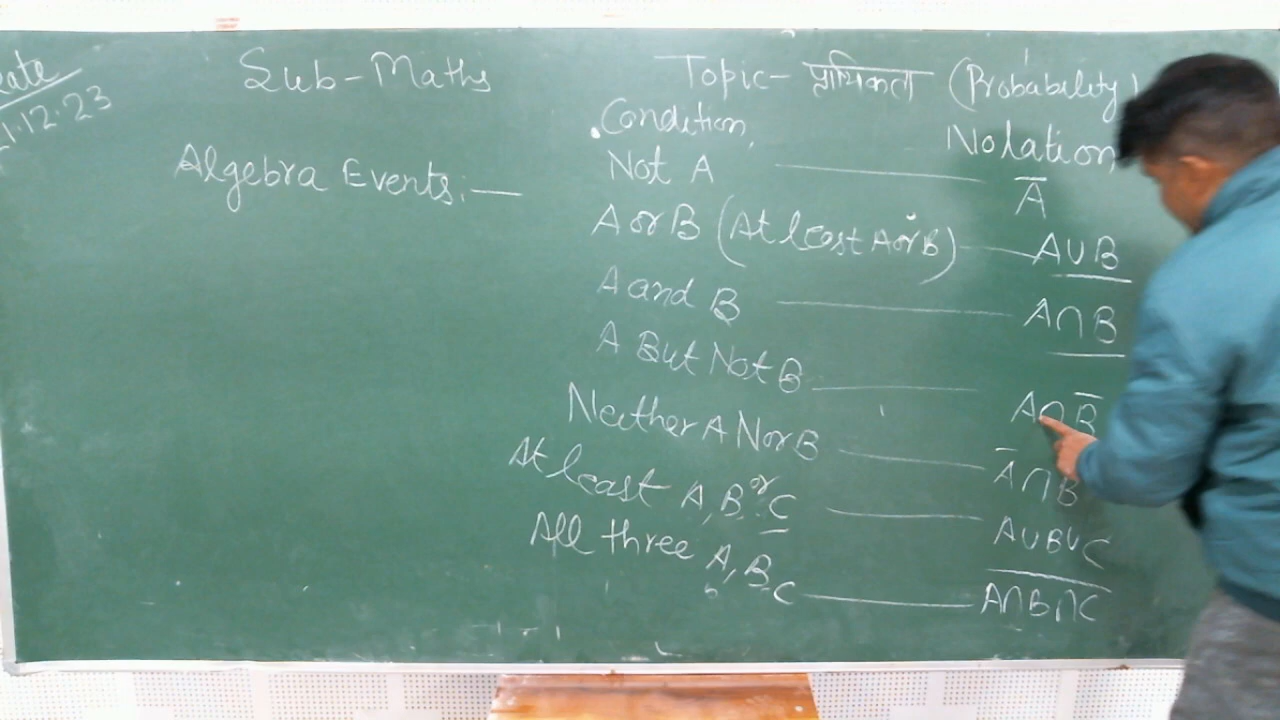 Sub-Maths
Topic- प्रायिकता (Probability)
1.12.23
Condition,
Notation
Algebra Events:—
Not A ——— A̅
A or B (At least A or B) —— A∪B
A and B ——— A∩B
A But Not B ——— A∩B̅
Neither A Nor B ——— A̅∩B̅
At least A, B or C ——— A∪B∪C
All three A, B, C ——— A∩B∩C